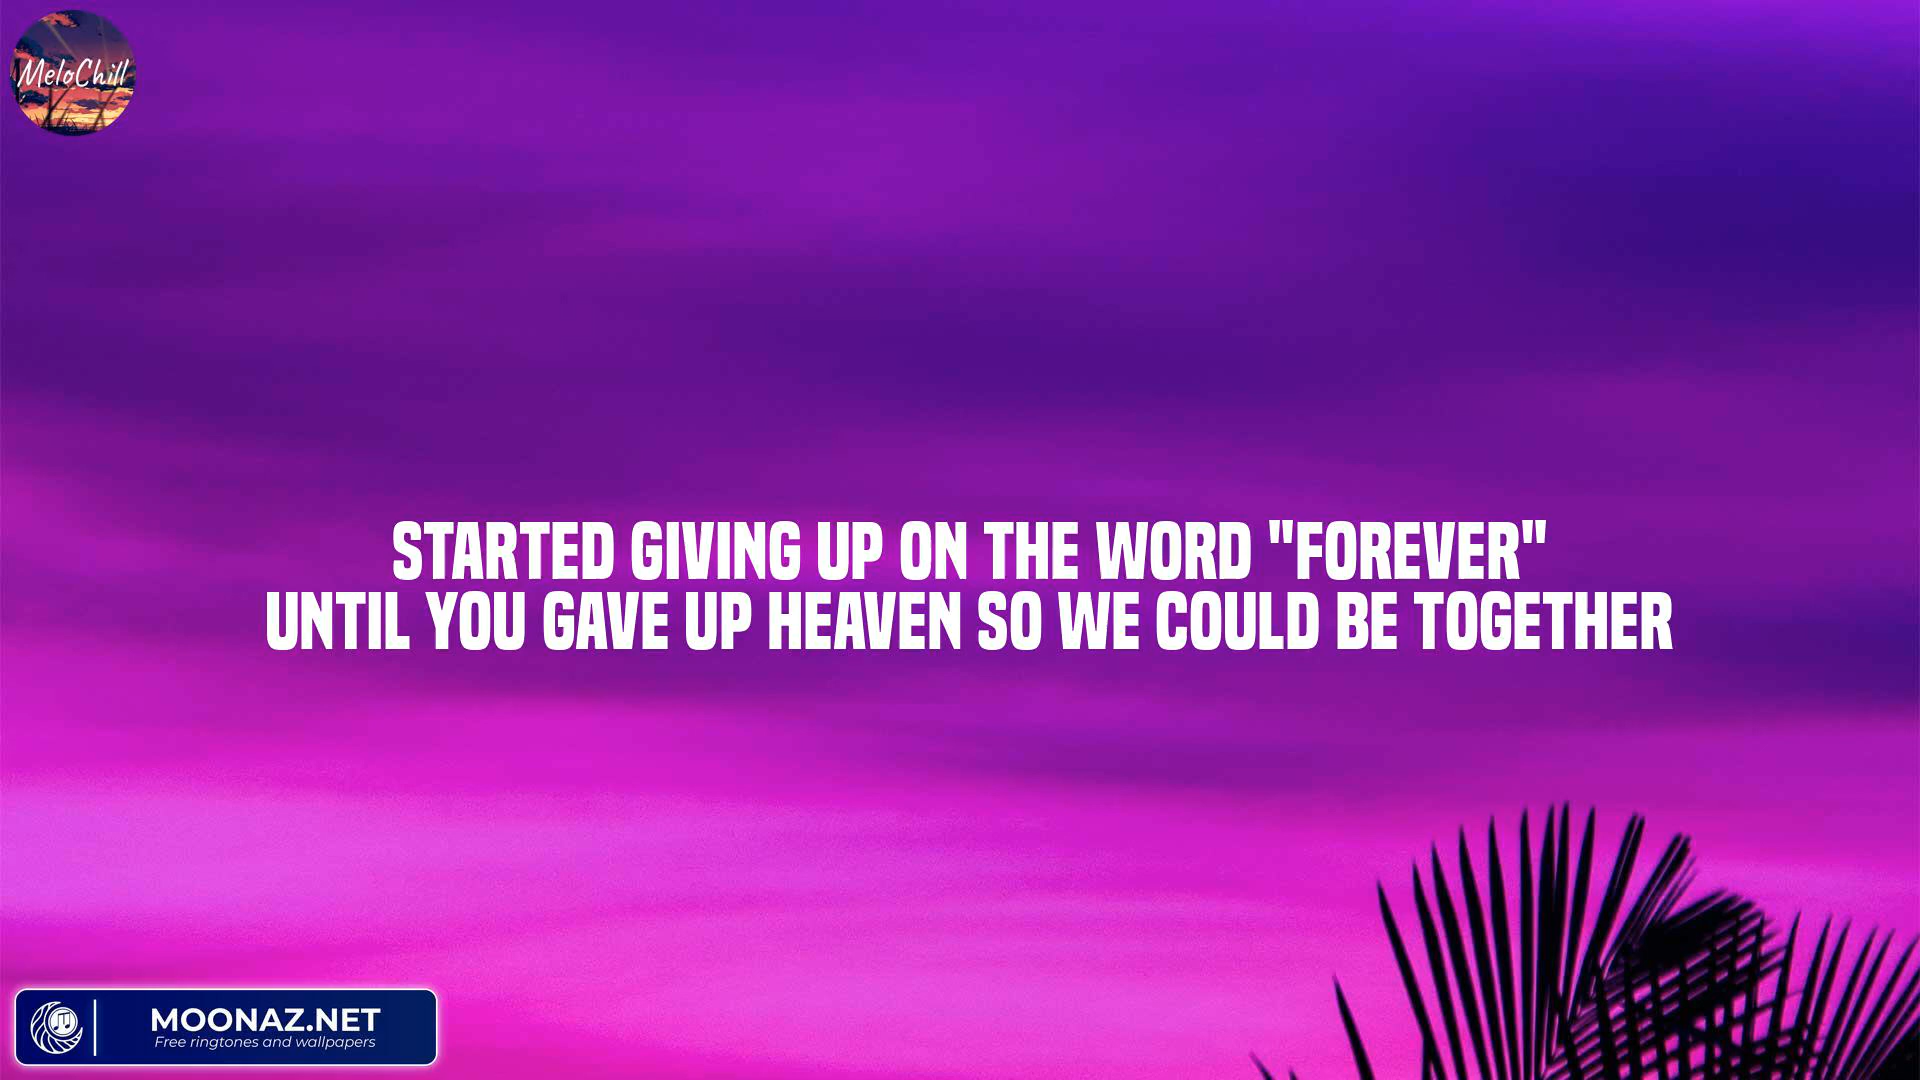 MeloChill
STARTED GIVING UP ON THE WORD "FOREVER"
UNTIL YOU GAVE UP HEAVEN SO WE COULD BE TOGETHER
MOONAZ.NET
Free ringtones and wallpapers